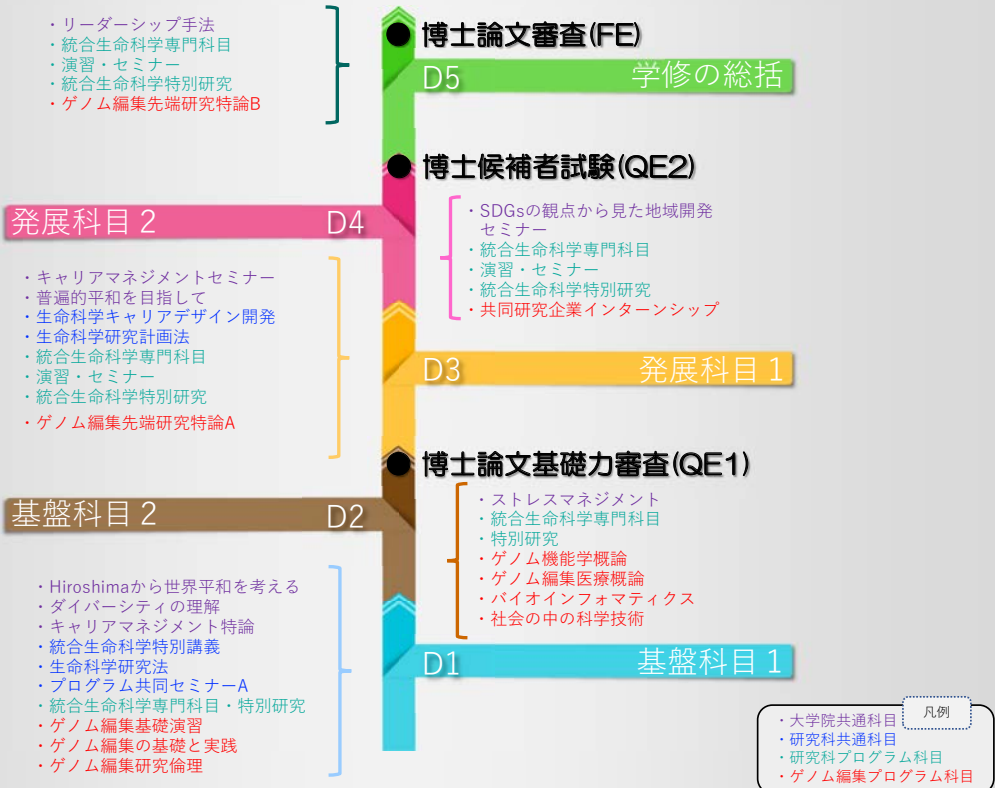 ・リーダーシップ手法
・統合生命科学専門科目
・演習・セミナー
・統合生命科学特別研究
・ゲノム編集先端研究特論B
博士論文審査(FE)
D5
学修の総括
博士候補者試験(QE2)
発展科目２
D4
・SDGsの観点から見た地域開発
セミナー
・統合生命科学専門科目
・演習・セミナー
・統合生命科学特別研究
・共同研究企業インターンシップ
・キャリアマネジメントセミナー
・普遍的平和を目指して
・生命科学キャリアデザイン開発
・生命科学研究計画法
・統合生命科学専門科目
・演習・セミナー
・統合生命科学特別研究
・ゲノム編集先端研究特論A
D3
発展科目１
博士論文基礎力審査(QE1)
基盤科目２
D2
・ストレスマネジメント
・統合生命科学専門科目
・特別研究
・ゲノム機能学概論
・ゲノム編集医療概論
・バイオインフォマティクス
・社会の中の科学技術
・Hiroshimaから世界平和を考える
・ダイバーシティの理解
・キャリアマネジメント特論
・統合生命科学特別講義
・生命科学研究法
・プログラム共同セミナーA
・統合生命科学専門科目・特別研究
・ゲノム編集基礎演習
・ゲノム編集の基礎と実践
・ゲノム編集研究倫理
D1
基盤科目１
凡例
・大学院共通科目
・研究科共通科目
・研究科プログラム科目
・ゲノム編集プログラム科目